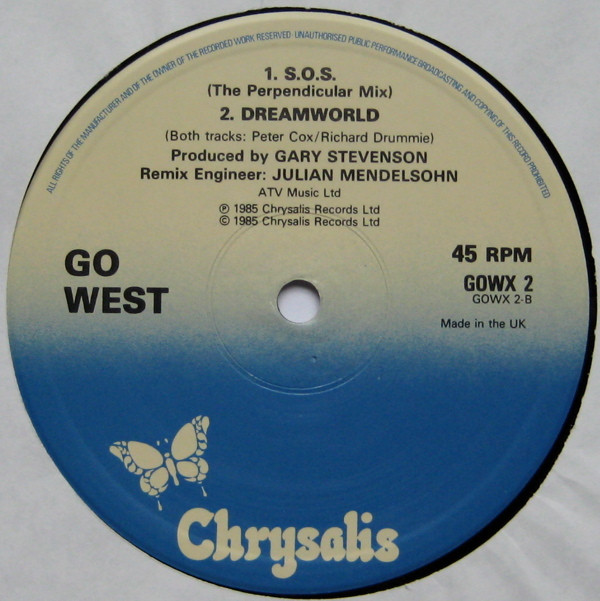 ALL RIGHTS OF THE MANUFACTURER AND OF THE OWNER OF THE RECORDED WORK RESERVED · UNAUTHORISED PUBLIC PERFORMANCE BROADCASTING AND COPYING OF THIS RECORD PROHIBITED
1. S.O.S.
(The Perpendicular Mix)
2. DREAMWORLD
(Both tracks: Peter Cox/Richard Drummie)
Produced by GARY STEVENSON
Remix Engineer: JULIAN MENDELSOHN
ATV Music Ltd
℗ 1985 Chrysalis Records Ltd
© 1985 Chrysalis Records Ltd
GO
WEST
45 RPM
GOWX 2
GOWX 2-B
Made in the UK
Chrysalis